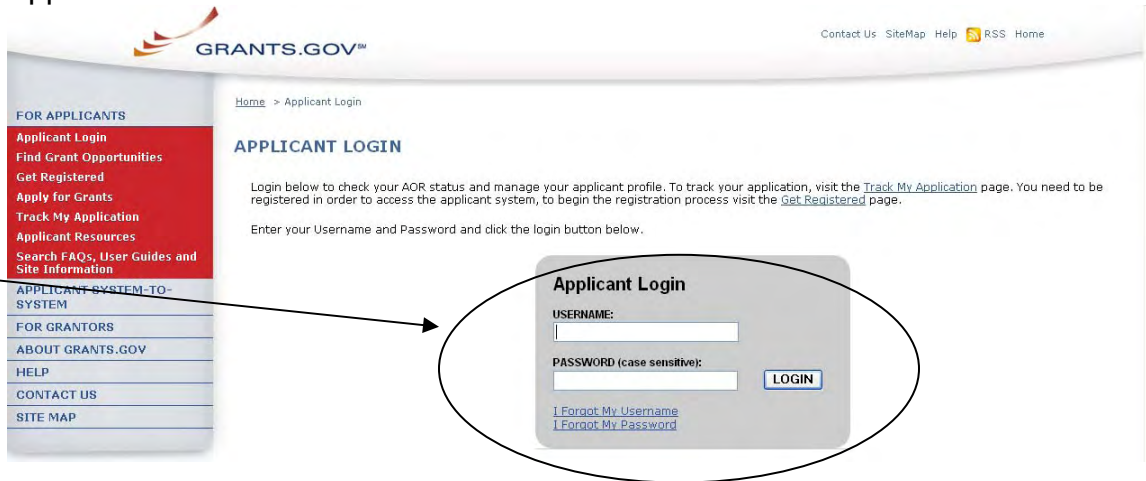 GRANTS.GOV℠
Contact Us SiteMap Help RSS Home
Home > Applicant Login
FOR APPLICANTS
Applicant Login
Find Grant Opportunities
Get Registered
Apply for Grants
Track My Application
Applicant Resources
Search FAQs, User Guides and
Site Information
APPLICANT SYSTEM-TO-
SYSTEM
FOR GRANTORS
ABOUT GRANTS.GOV
HELP
CONTACT US
SITE MAP
APPLICANT LOGIN
Login below to check your AOR status and manage your applicant profile. To track your application, visit the Track My Application page. You need to be
registered in order to access the applicant system, to begin the registration process visit the Get Registered page.
Enter your Username and Password and click the login button below.
Applicant Login
USERNAME:
PASSWORD (case sensitive):
LOGIN
I Forgot My Username
I Forgot My Password